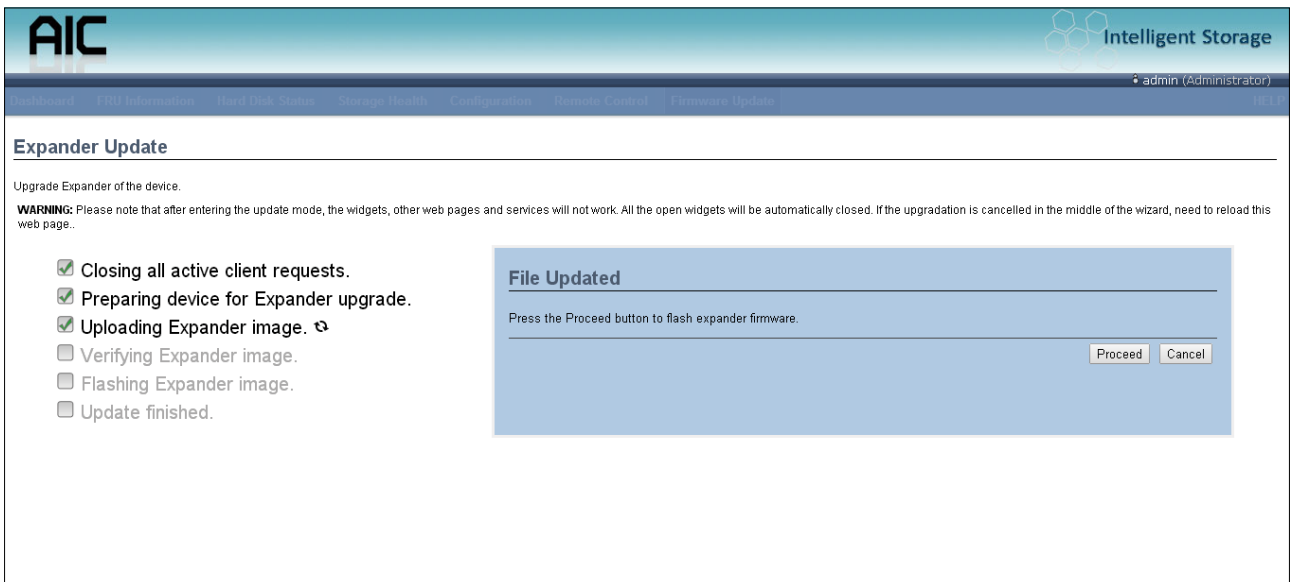 AIC
Intelligent Storage
admin (Administrator)
Dashboard FRU Information Hard Disk Status Storage Health Configuration Remote Control Firmware Update HELP
Expander Update
Upgrade Expander of the device.
WARNING: Please note that after entering the update mode, the widgets, other web pages and services will not work. All the open widgets will be automatically closed. If the upgradation is cancelled in the middle of the wizard, need to reload this
web page..
Closing all active client requests.
Preparing device for Expander upgrade.
Uploading Expander image.
Verifying Expander image.
Flashing Expander image.
Update finished.
File Updated
Press the Proceed button to flash expander firmware.
Proceed Cancel